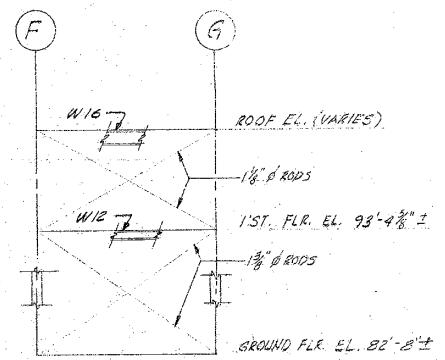 F G
W16
ROOF EL. (VARIES)
1⅛" Ø RODS
W12
1'ST. FLR. EL. 93'-4⅝" ±
1⅜" Ø RODS
GROUND FLR. EL. 82'-8" ±